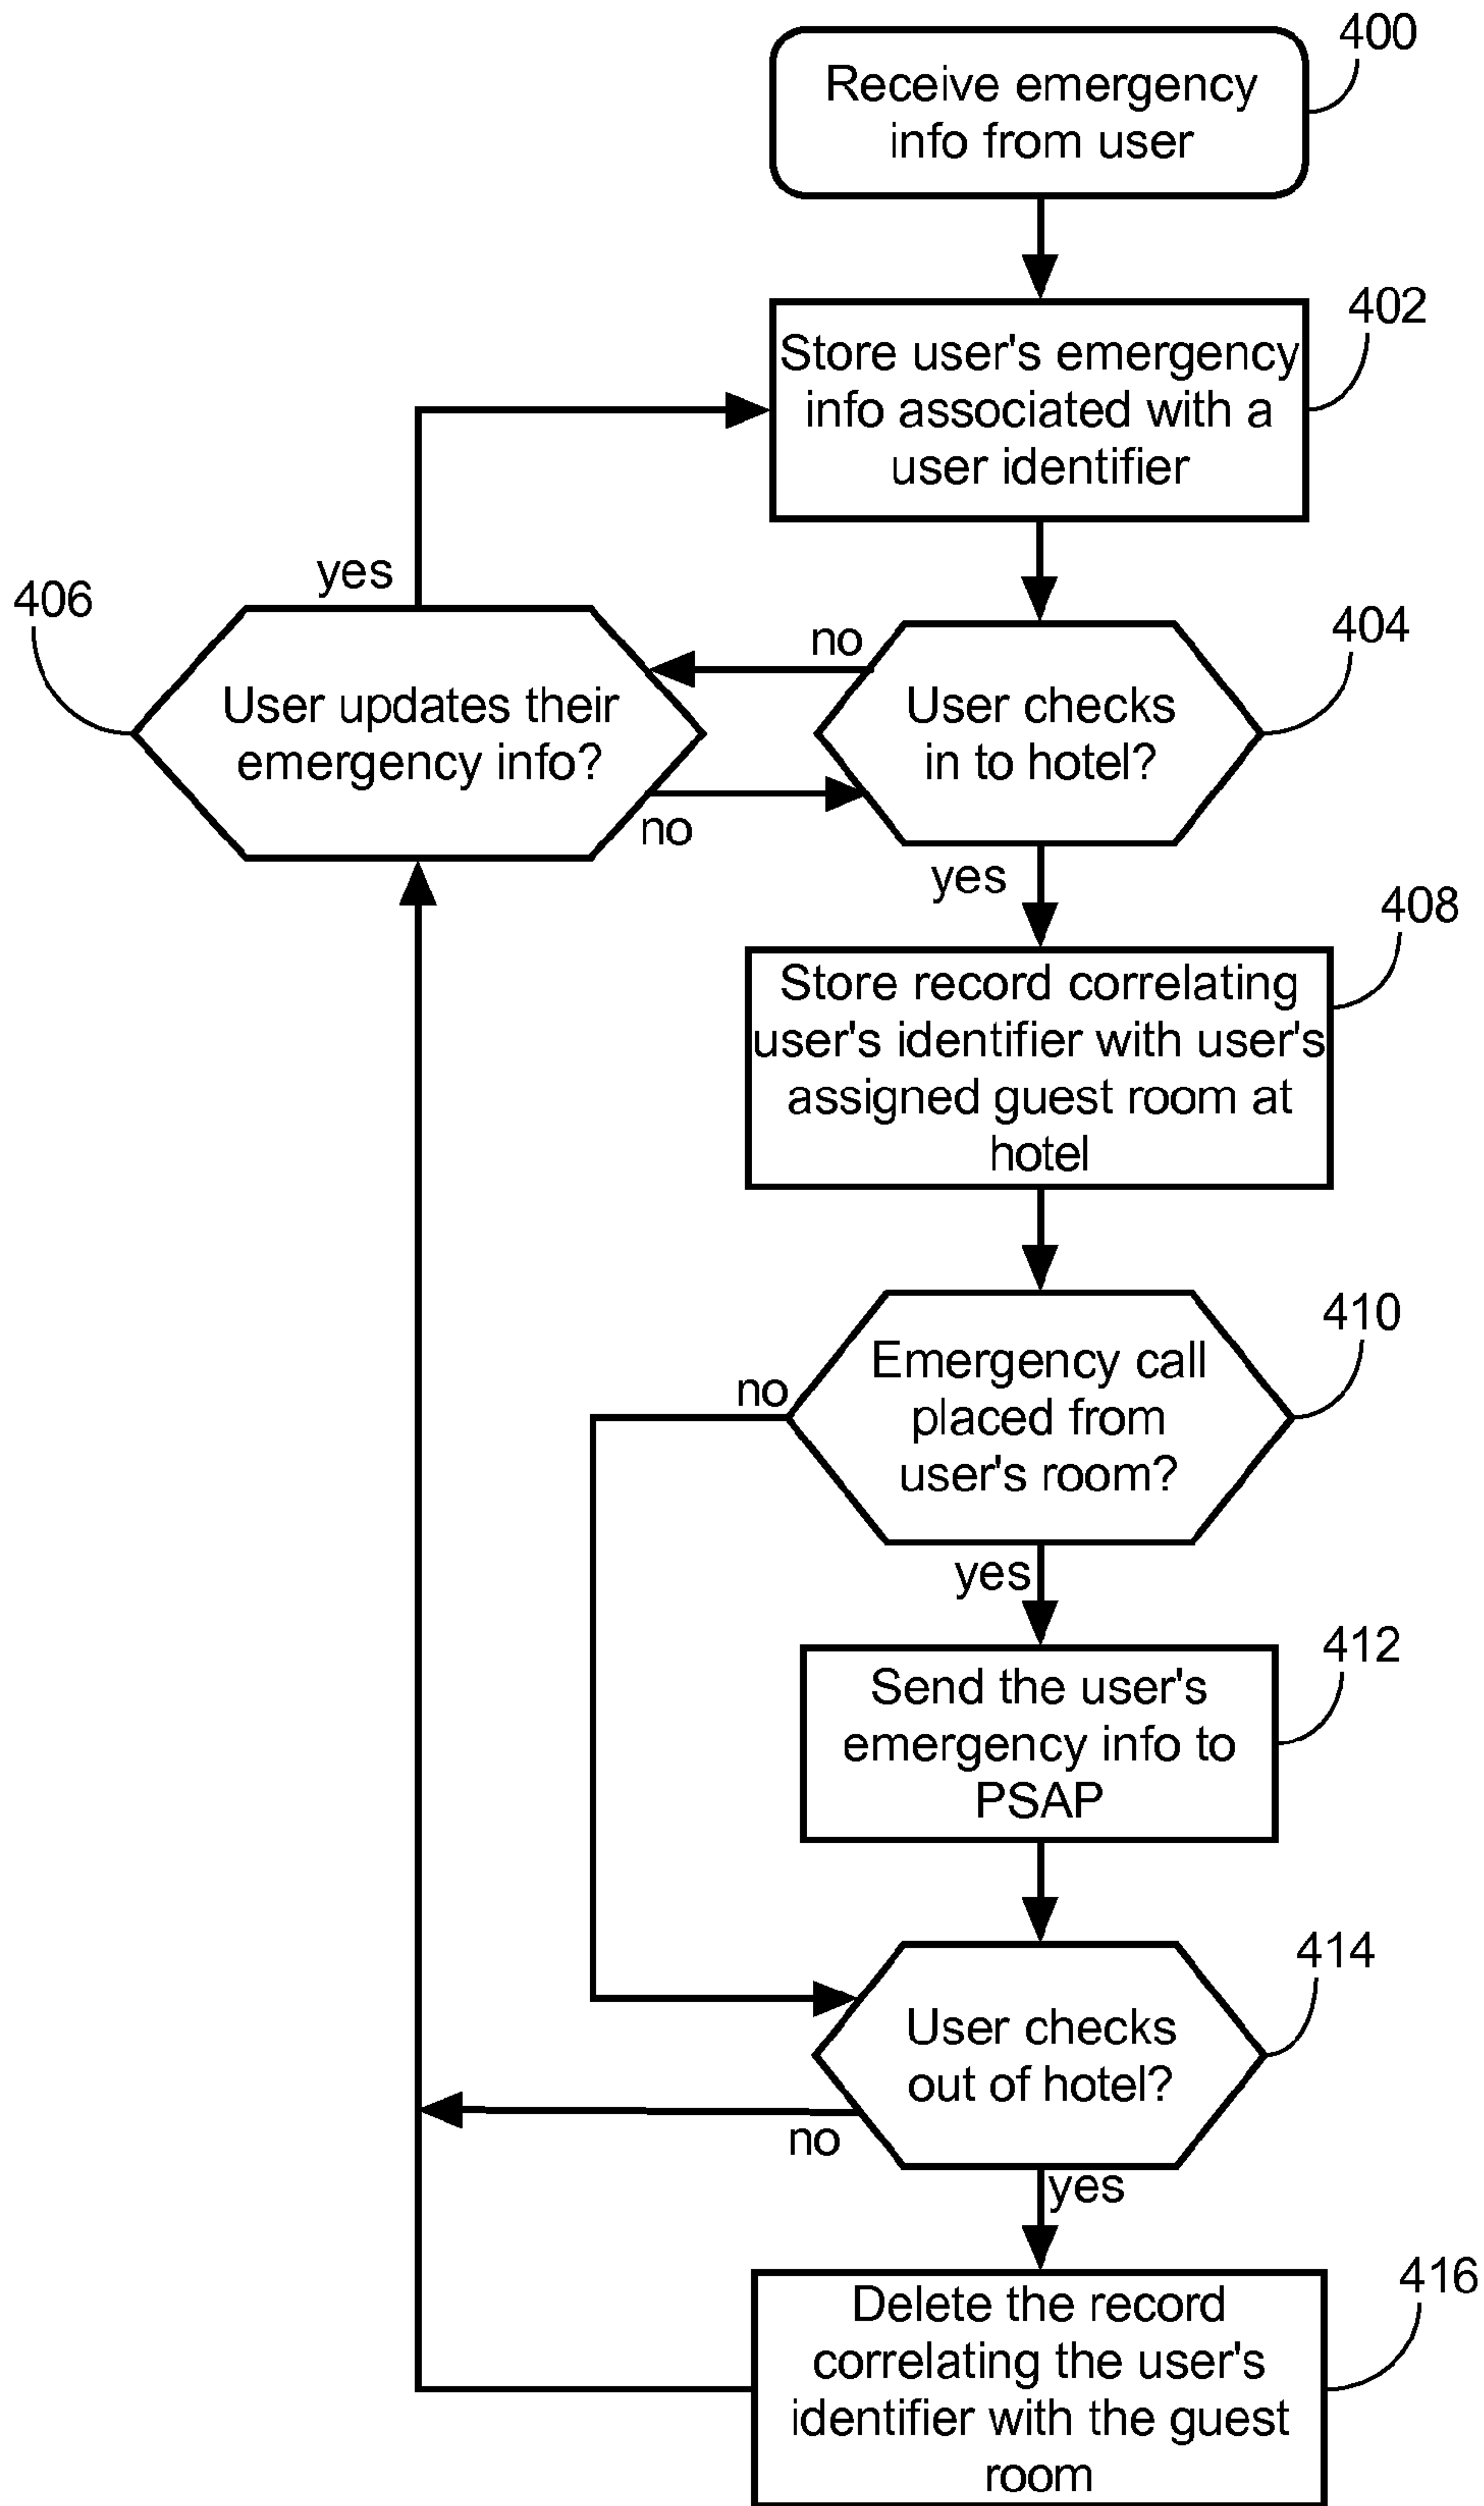 400
Receive emergency
info from user
402
Store user's emergency
info associated with a
user identifier
yes
406
User updates their
emergency info?
no
no
404
User checks
in to hotel?
yes
408
Store record correlating
user's identifier with user's
assigned guest room at
hotel
410
Emergency call
placed from
user's room?
no
yes
412
Send the user's
emergency info to
PSAP
414
User checks
out of hotel?
no
yes
416
Delete the record
correlating the user's
identifier with the guest
room